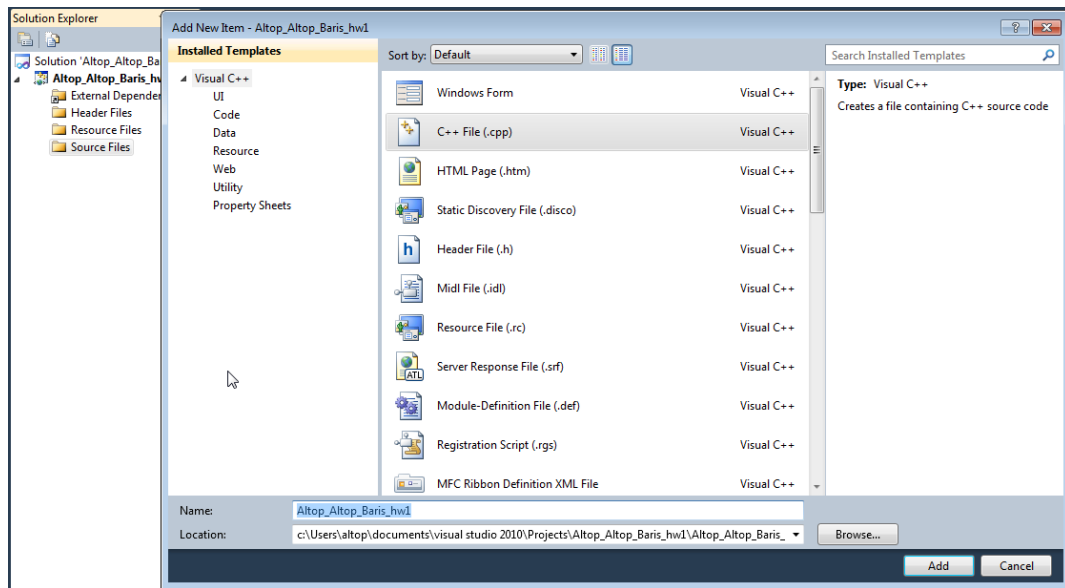 Solution Explorer
Solution 'Altop_Altop_Ba
Altop_Altop_Baris_hw
External Depender
Header Files
Resource Files
Source Files
Add New Item - Altop_Altop_Baris_hw1
Installed Templates
Visual C++
UI
Code
Data
Resource
Web
Utility
Property Sheets
Sort by: Default
Windows Form Visual C++
C++ File (.cpp) Visual C++
HTML Page (.htm) Visual C++
Static Discovery File (.disco) Visual C++
Header File (.h) Visual C++
Midl File (.idl) Visual C++
Resource File (.rc) Visual C++
ATL
Server Response File (.srf) Visual C++
Module-Definition File (.def) Visual C++
Registration Script (.rgs) Visual C++
MFC Ribbon Definition XML File Visual C++
Search Installed Templates
Type: Visual C++
Creates a file containing C++ source code
Name: Altop_Altop_Baris_hw1
Location: c:\Users\altop\documents\visual studio 2010\Projects\Altop_Altop_Baris_hw1\Altop_Altop_Baris_
Browse...
Add Cancel